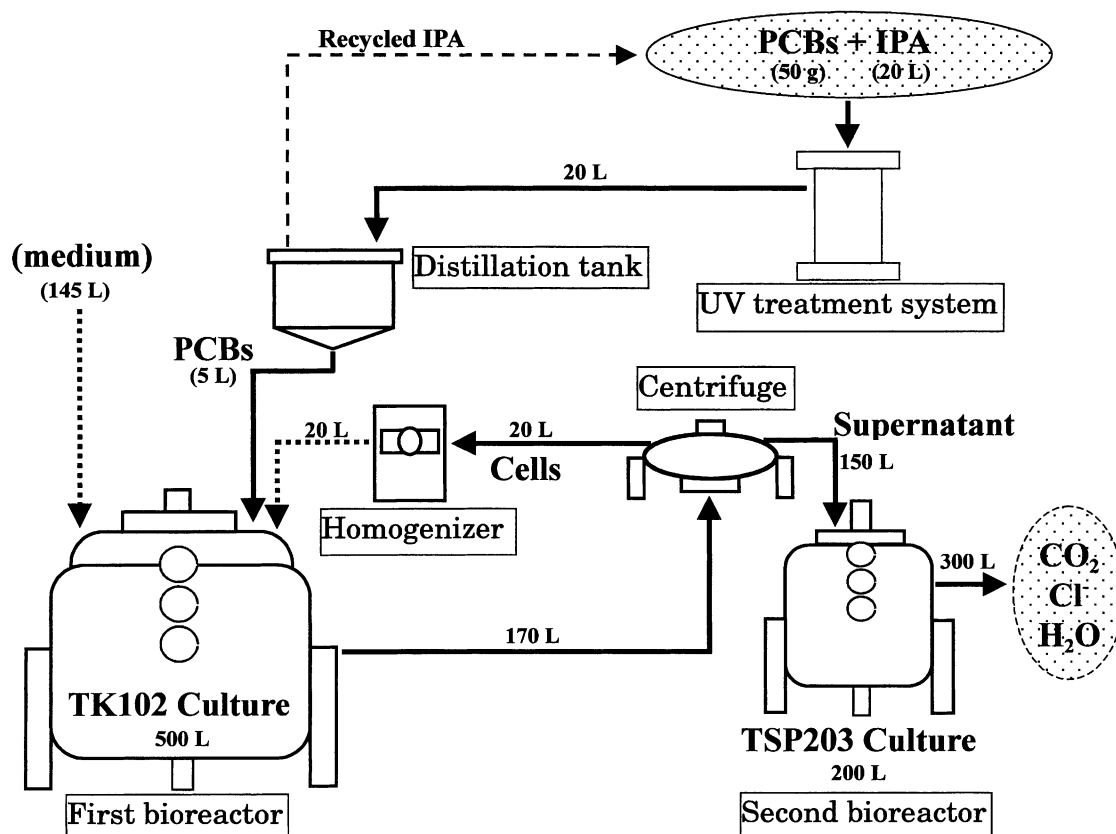 Recycled IPA
PCBs + IPA
(50 g) (20 L)
20 L
(medium)
(145 L)
Distillation tank
UV treatment system
PCBs
(5 L)
Centrifuge
20 L
20 L
Cells
Supernatant
150 L
Homogenizer
300 L
CO₂
Cl⁻
H₂O
170 L
TK102 Culture
500 L
First bioreactor
TSP203 Culture
200 L
Second bioreactor